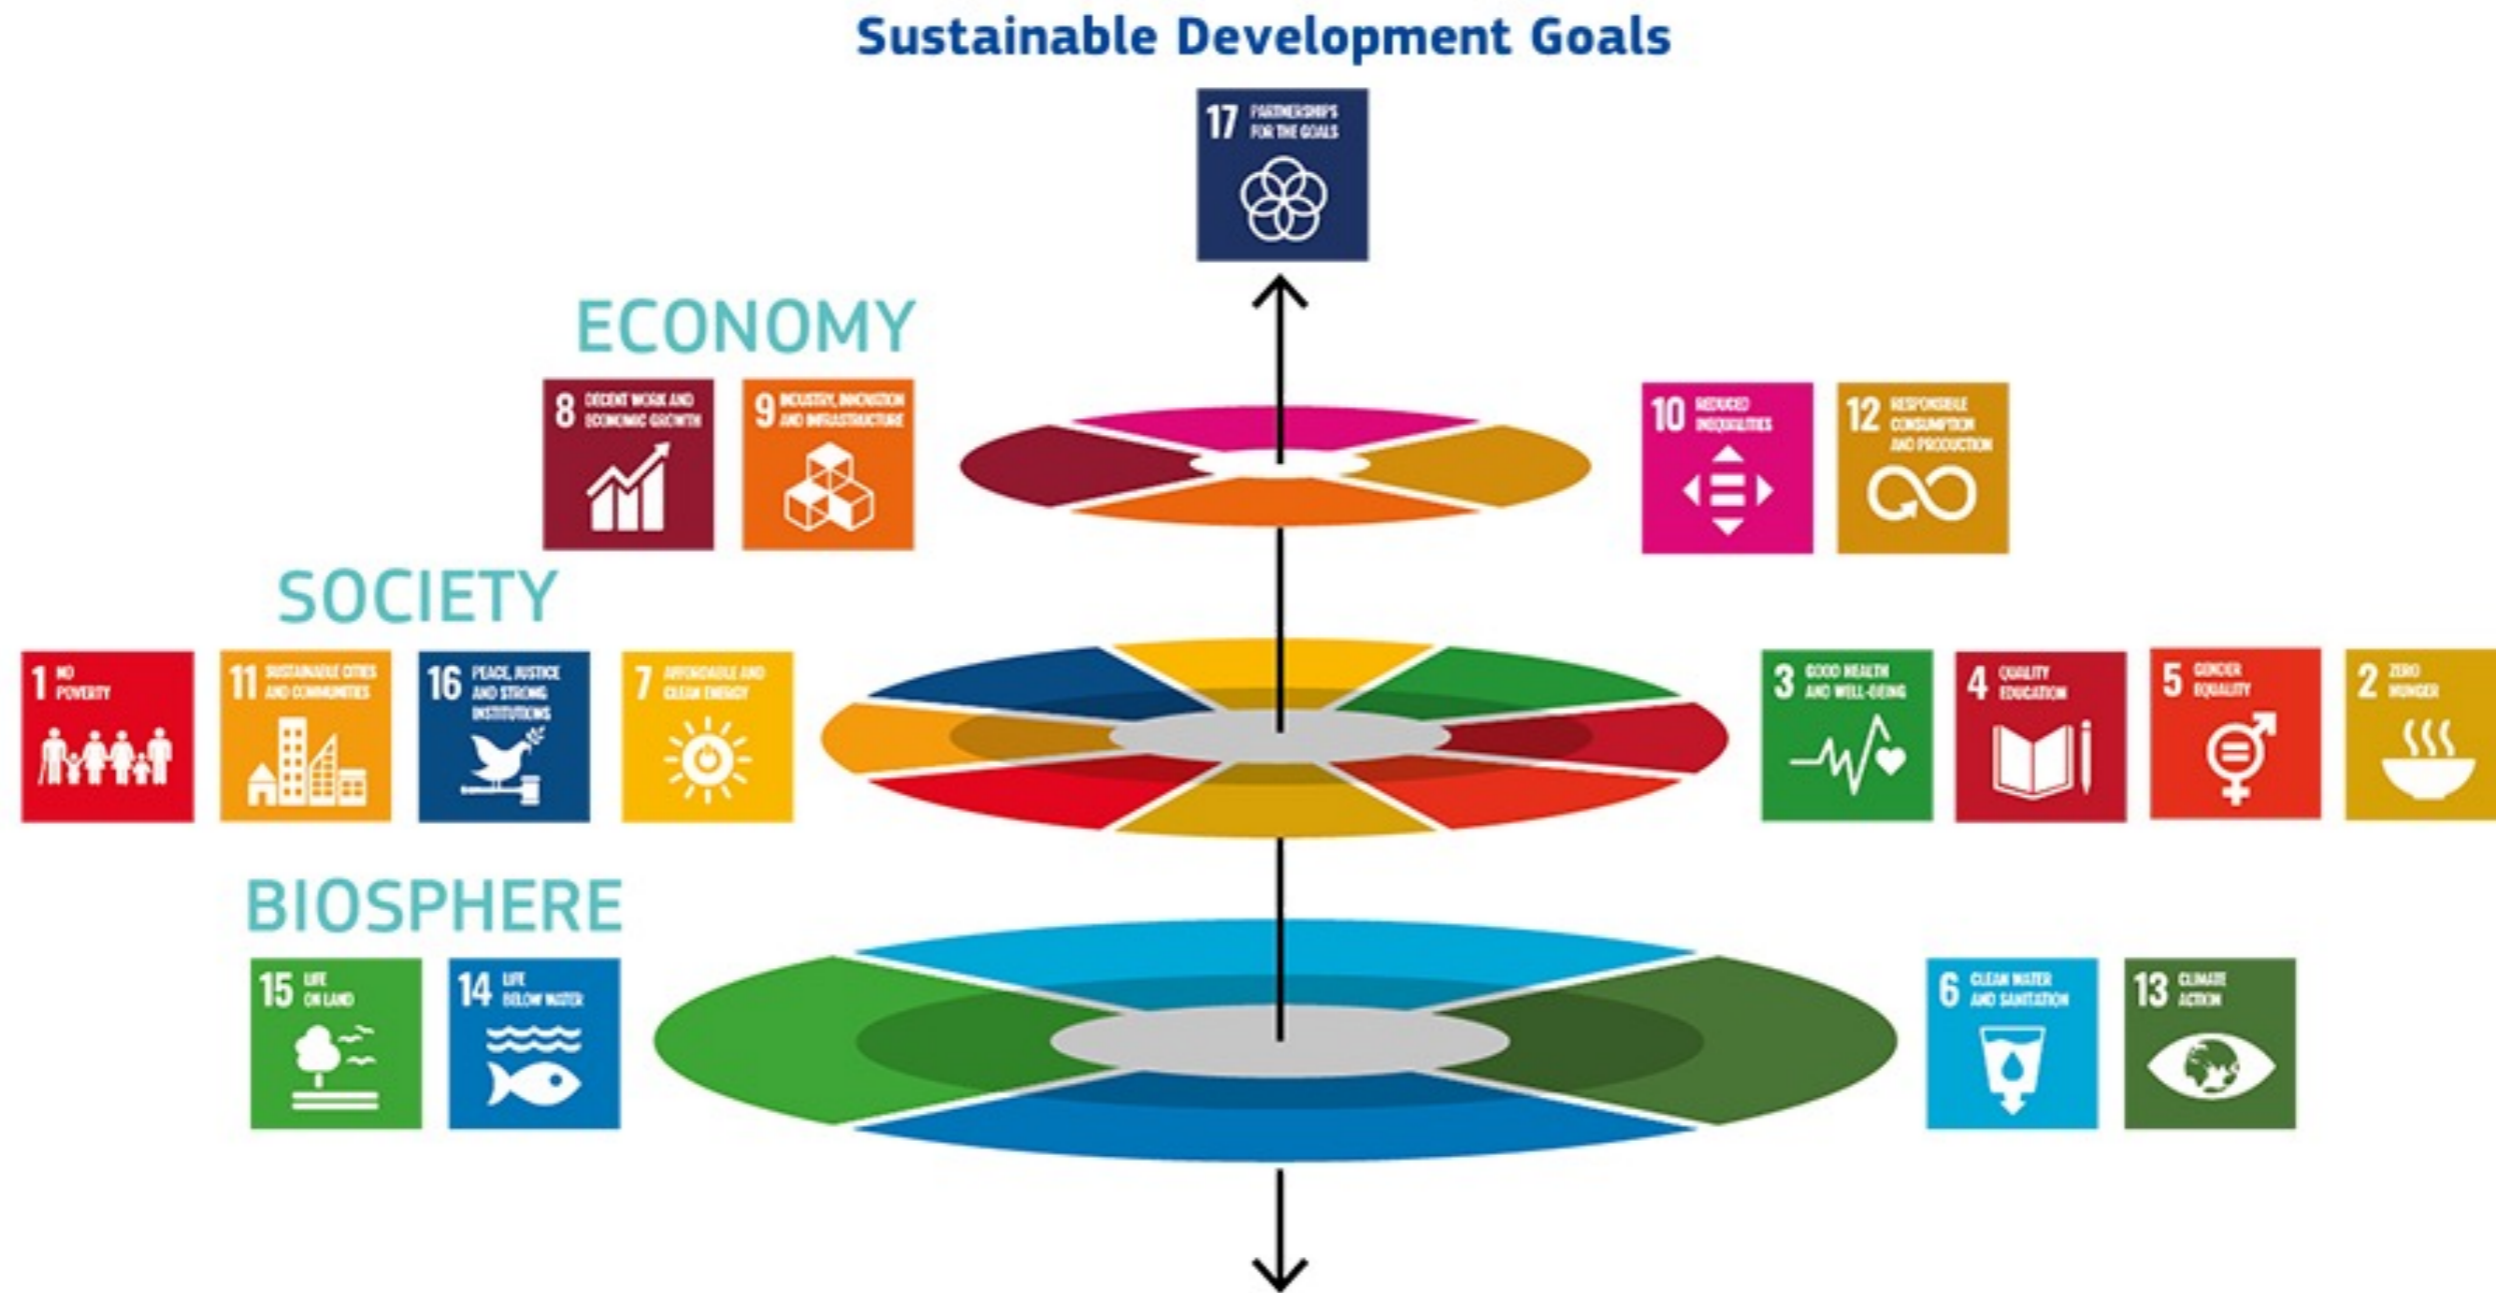 Sustainable Development Goals
17 PARTNERSHIPS
FOR THE GOALS
ECONOMY
8 DECENT WORK AND
ECONOMIC GROWTH
9 INDUSTRY, INNOVATION
AND INFRASTRUCTURE
10 REDUCED
INEQUALITIES
12 RESPONSIBLE
CONSUMPTION
AND PRODUCTION
SOCIETY
1 NO
POVERTY
11 SUSTAINABLE CITIES
AND COMMUNITIES
16 PEACE, JUSTICE
AND STRONG
INSTITUTIONS
7 AFFORDABLE AND
CLEAN ENERGY
3 GOOD HEALTH
AND WELL-BEING
4 QUALITY
EDUCATION
5 GENDER
EQUALITY
2 ZERO
HUNGER
BIOSPHERE
15 LIFE
ON LAND
14 LIFE
BELOW WATER
6 CLEAN WATER
AND SANITATION
13 CLIMATE
ACTION